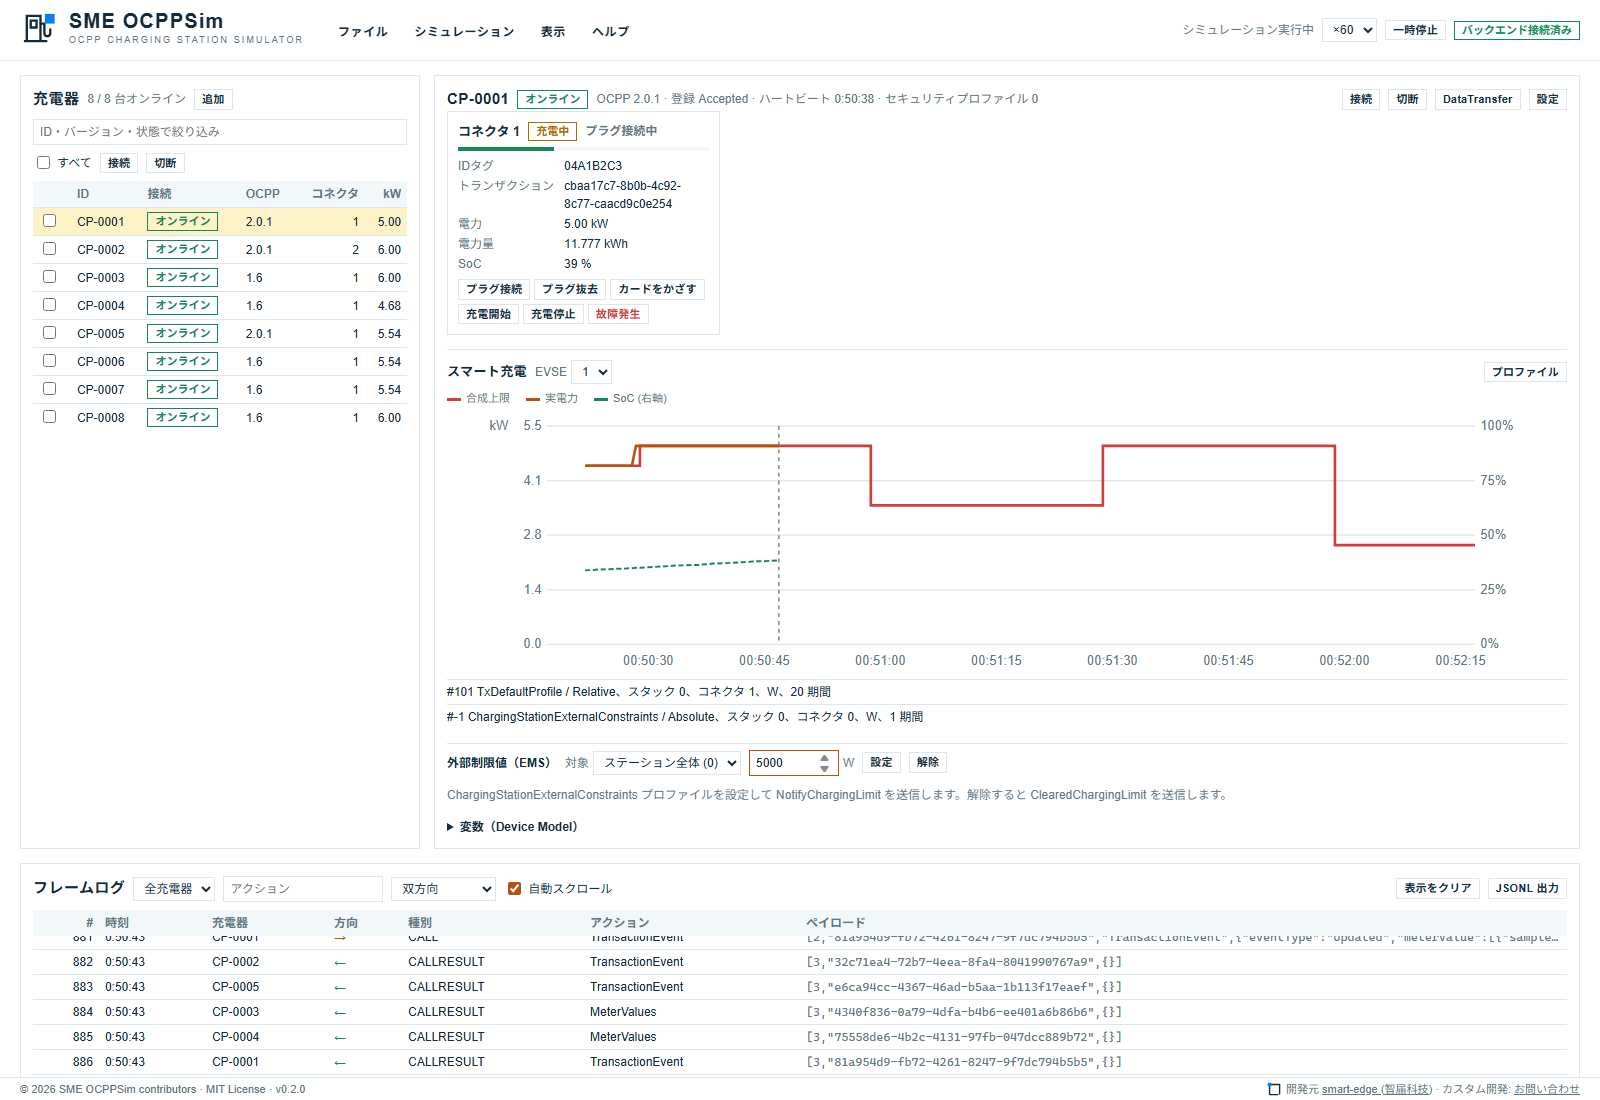 SME OCPPSim
OCPP CHARGING STATION SIMULATOR
ファイル シミュレーション 表示 ヘルプ
シミュレーション実行中 ×60 一時停止 バックエンド接続済み
充電器 8 / 8 台オンライン 追加
ID・バージョン・状態で絞り込み
すべて 接続 切断
ID 接続 OCPP コネクタ kW
CP-0001 オンライン 2.0.1 1 5.00
CP-0002 オンライン 2.0.1 2 6.00
CP-0003 オンライン 1.6 1 6.00
CP-0004 オンライン 1.6 1 4.68
CP-0005 オンライン 2.0.1 1 5.54
CP-0006 オンライン 1.6 1 5.54
CP-0007 オンライン 1.6 1 5.54
CP-0008 オンライン 1.6 1 6.00
CP-0001 オンライン OCPP 2.0.1 · 登録 Accepted · ハートビート 0:50:38 · セキュリティプロファイル 0
接続 切断 DataTransfer 設定
コネクタ 1 充電中 プラグ接続中
IDタグ 04A1B2C3
トランザクション cbaa17c7-8b0b-4c92-
8c77-caacd9c0e254
電力 5.00 kW
電力量 11.777 kWh
SoC 39 %
プラグ接続 プラグ抜去 カードをかざす
充電開始 充電停止 故障発生
スマート充電 EVSE 1 プロファイル
合成上限 実電力 SoC (右軸)
kW 5.5 100%
4.1 75%
2.8 50%
1.4 25%
0.0 0%
00:50:30 00:50:45 00:51:00 00:51:15 00:51:30 00:51:45 00:52:00 00:52:15
#101 TxDefaultProfile / Relative、スタック 0、コネクタ 1、W、20 期間
#-1 ChargingStationExternalConstraints / Absolute、スタック 0、コネクタ 0、W、1 期間
外部制限値（EMS） 対象 ステーション全体 (0) 5000 W 設定 解除
ChargingStationExternalConstraints プロファイルを設定して NotifyChargingLimit を送信します。解除すると ClearedChargingLimit を送信します。
変数（Device Model）
フレームログ 全充電器 アクション 双方向 自動スクロール 表示をクリア JSONL 出力
# 時刻 充電器 方向 種別 アクション ペイロード
881 0:50:43 CP-0001 → CALL TransactionEvent [2,"81a954d9-fb72-4261-8247-9f7dc794b5b5","TransactionEvent",{"eventType":"Updated","meterValue":[{"sample…
882 0:50:43 CP-0002 ← CALLRESULT TransactionEvent [3,"32c71ea4-72b7-4eea-8fa4-8041990767a9",{}]
883 0:50:43 CP-0005 ← CALLRESULT TransactionEvent [3,"e6ca94cc-4367-46ad-b5aa-1b113f17eaef",{}]
884 0:50:43 CP-0003 ← CALLRESULT MeterValues [3,"4340f836-0a79-4dfa-b4b6-ee401a6b86b6",{}]
885 0:50:43 CP-0004 ← CALLRESULT MeterValues [3,"75558de6-4b2c-4131-97fb-047dcc889b72",{}]
886 0:50:43 CP-0001 ← CALLRESULT TransactionEvent [3,"81a954d9-fb72-4261-8247-9f7dc794b5b5",{}]
© 2026 SME OCPPSim contributors · MIT License · v0.2.0
開発元 smart-edge (智届科技) · カスタム開発: お問い合わせ